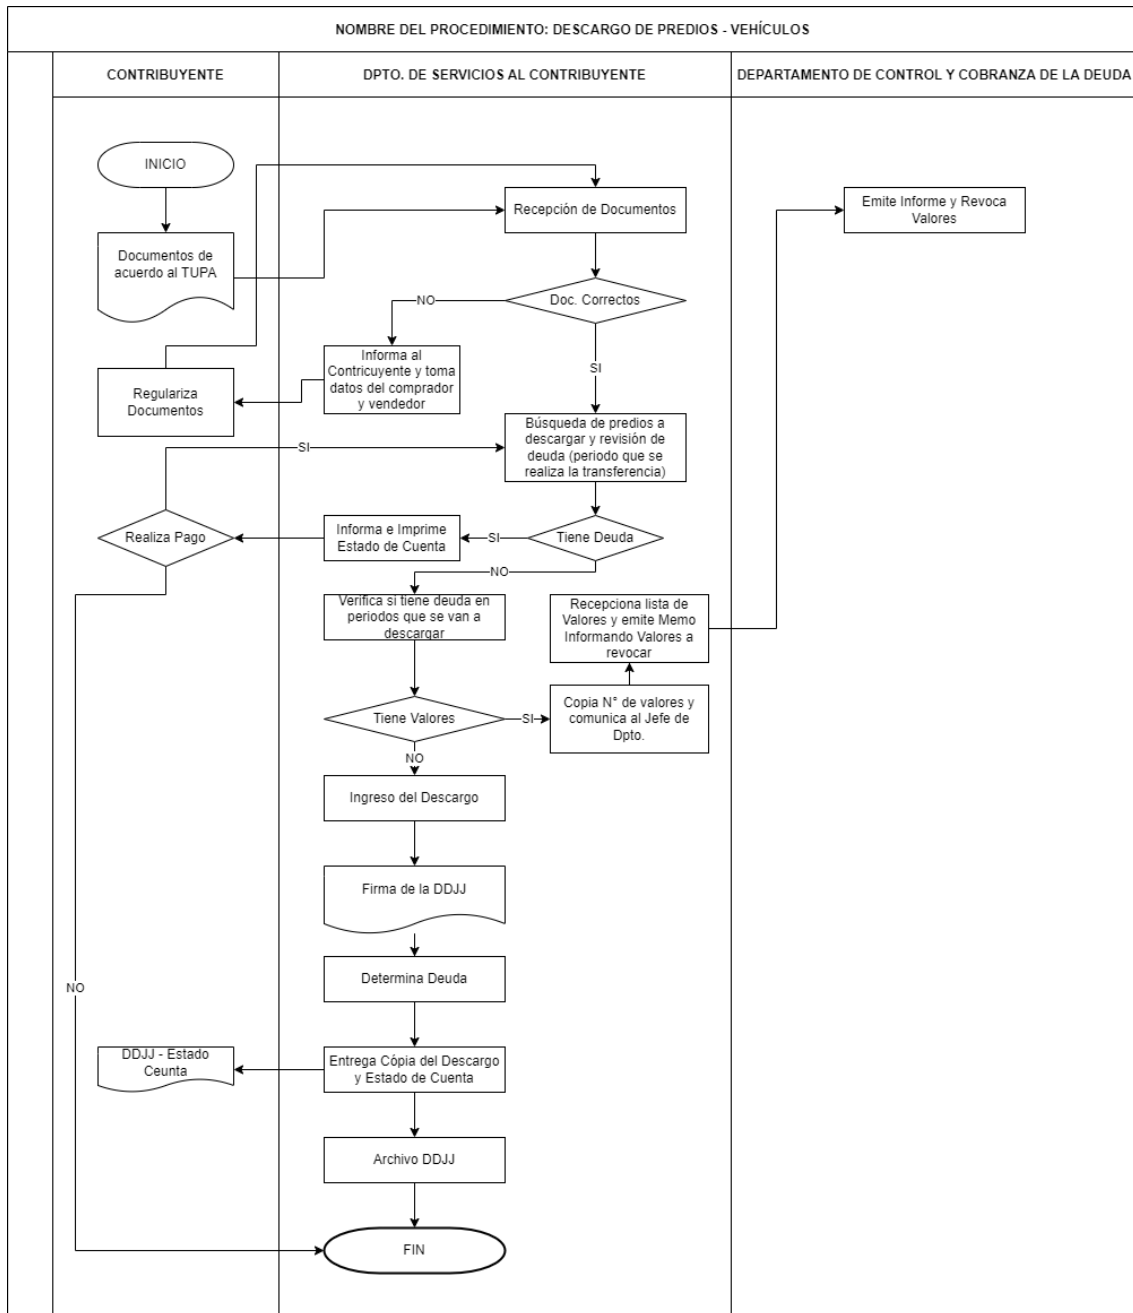 NOMBRE DEL PROCEDIMIENTO: DESCARGO DE PREDIOS - VEHÍCULOS
CONTRIBUYENTE
DPTO. DE SERVICIOS AL CONTRIBUYENTE
DEPARTAMENTO DE CONTROL Y COBRANZA DE LA DEUDA
INICIO
Recepción de Documentos
Emite Informe y Revoca
Valores
Documentos de
acuerdo al TUPA
Doc. Correctos
NO
SI
Informa al
Contricuyente y toma
datos del comprador
y vendedor
Regulariza
Documentos
Búsqueda de predios a
descargar y revisión de
deuda (periodo que se
realiza la transferencia)
SI
Realiza Pago
Informa e Imprime
Estado de Cuenta
SI
Tiene Deuda
NO
Verifica si tiene deuda en
periodos que se van a
descargar
Recepciona lista de
Valores y emite Memo
Informando Valores a
revocar
Tiene Valores
SI
Copia N° de valores y
comunica al Jefe de
Dpto.
NO
Ingreso del Descargo
Firma de la DDJJ
Determina Deuda
NO
DDJJ - Estado
Ceunta
Entrega Cópia del Descargo
y Estado de Cuenta
Archivo DDJJ
FIN